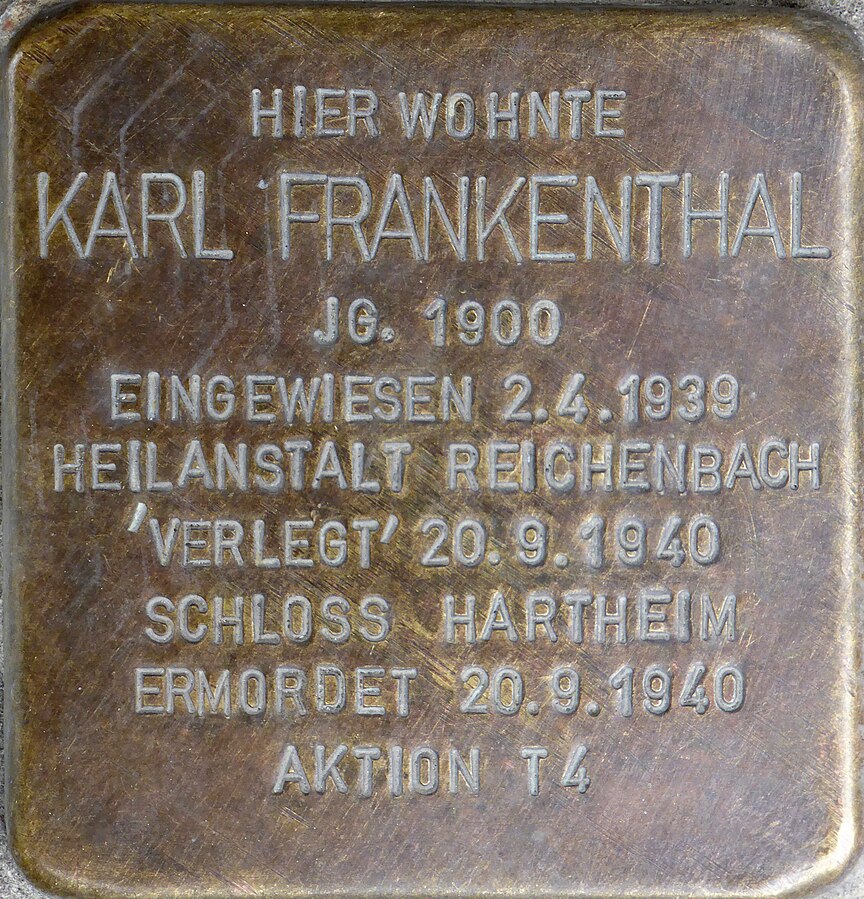 HIER WOHNTE
KARL FRANKENTHAL
JG. 1900
EINGEWIESEN 2.4.1939
HEILANSTALT REICHENBACH
'VERLEGT' 20.9.1940
SCHLOSS HARTHEIM
ERMORDET 20.9.1940
AKTION T4